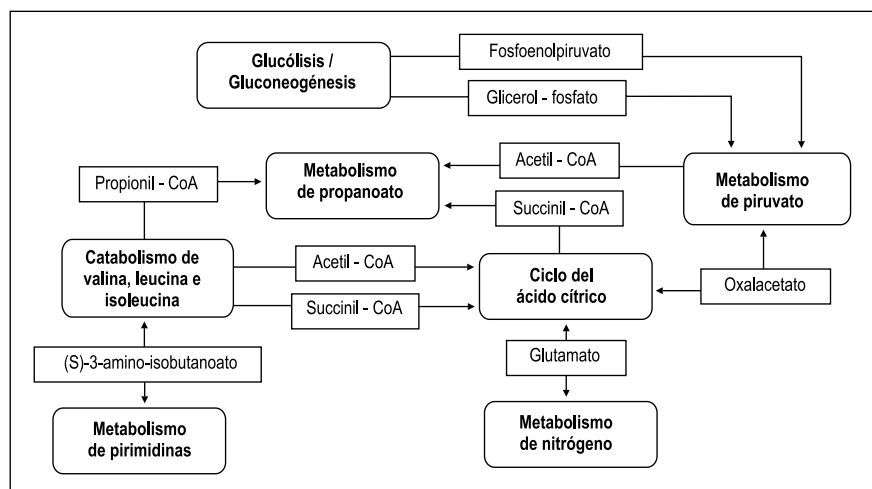 Glucólisis /
Gluconeogénesis
Fosfoenolpiruvato
Glicerol - fosfato
Propionil - CoA
Metabolismo
de propanoato
Acetil - CoA
Succinil - CoA
Metabolismo
de piruvato
Catabolismo de
valina, leucina e
isoleucina
Acetil - CoA
Succinil - CoA
Ciclo del
ácido cítrico
Oxalacetato
(S)-3-amino-isobutanoato
Glutamato
Metabolismo
de pirimidinas
Metabolismo
de nitrógeno